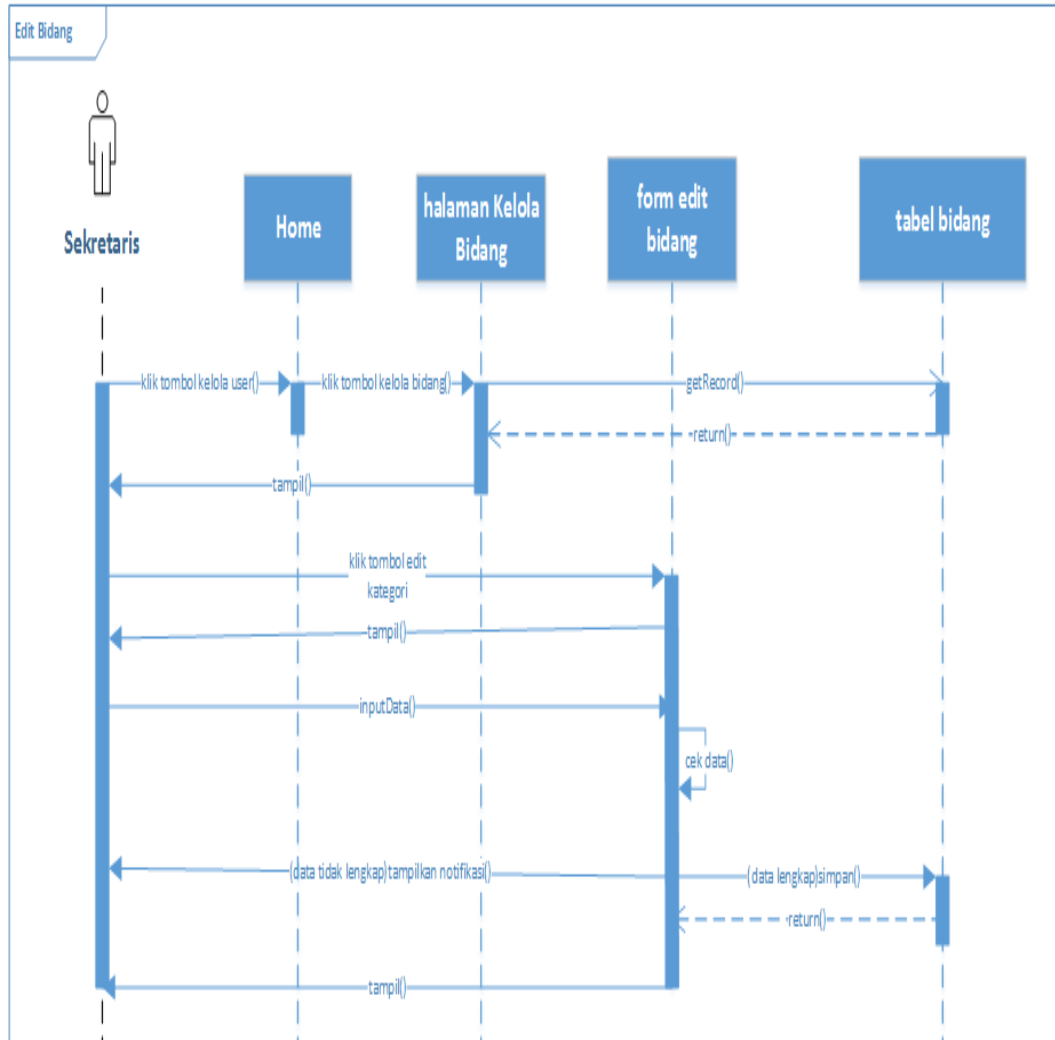 Edit Bidang
Sekretaris
Home
halaman Kelola
Bidang
form edit
bidang
tabel bidang
klik tombol kelola user()
klik tombol kelola bidang()
getRecord()
return()
tampil()
klik tombol edit
kategori
tampil()
inputData()
cek data()
(data tidak lengkap)tampilkan notifikasi()
(data lengkap)simpan()
return()
tampil()